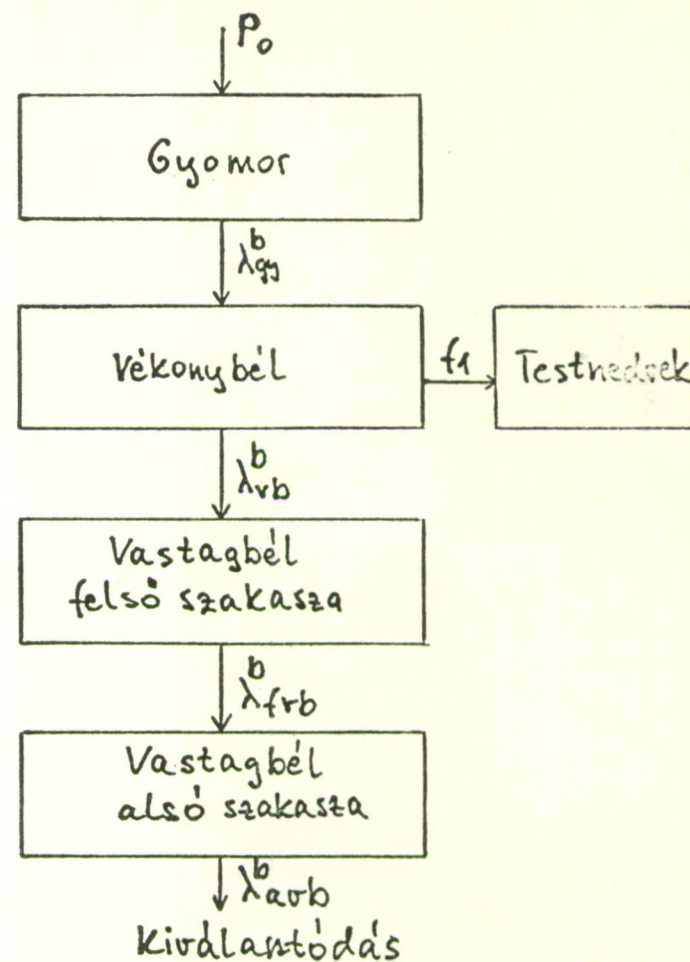 P₀
Gyomor
λᵇgy
Vékonybél
f₁
Testnedvek
λᵇvb
Vastagbél
felső szakasza
λᵇfvb
Vastagbél
alsó szakasza
λᵇavb
Kiválasztódás